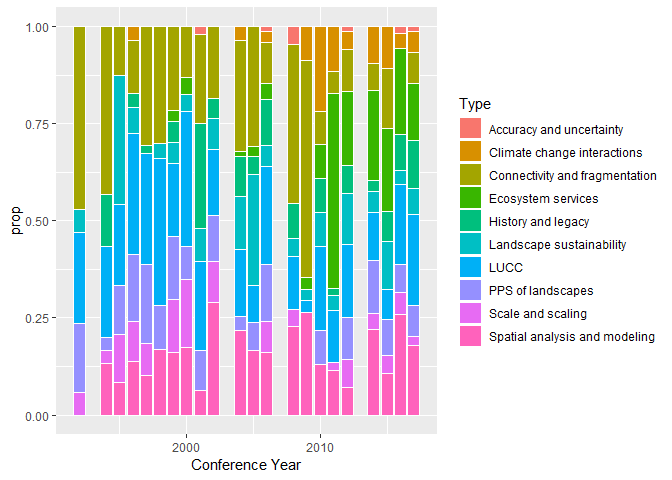 1.00
0.75
0.50
0.25
0.00
prop
2000
2010
Conference Year
Type
Accuracy and uncertainty
Climate change interactions
Connectivity and fragmentation
Ecosystem services
History and legacy
Landscape sustainability
LUCC
PPS of landscapes
Scale and scaling
Spatial analysis and modeling